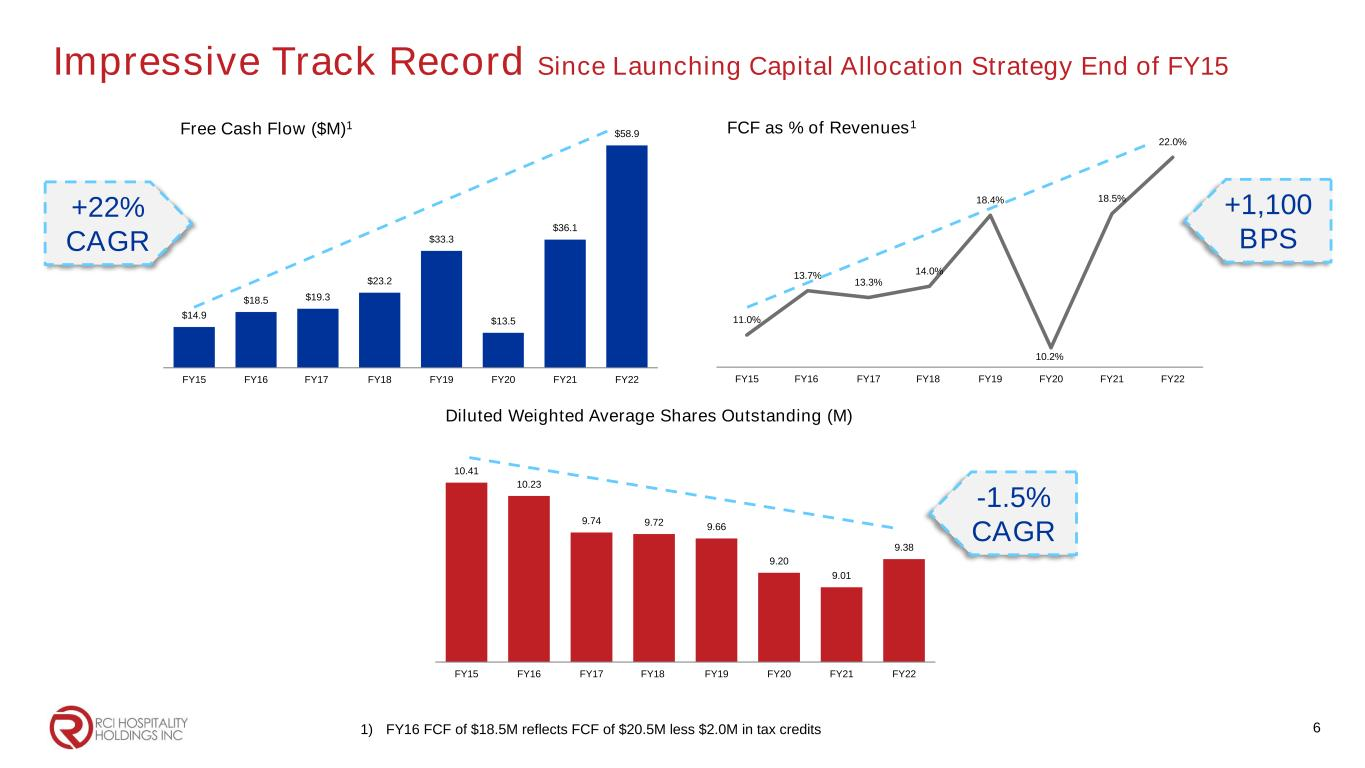 Impressive Track Record Since Launching Capital Allocation Strategy End of FY15
Free Cash Flow ($M)1
+22%
CAGR
$14.9
$18.5
$19.3
$23.2
$33.3
$13.5
$36.1
$58.9
FY15 FY16 FY17 FY18 FY19 FY20 FY21 FY22
FCF as % of Revenues1
11.0%
13.7%
13.3%
14.0%
18.4%
10.2%
18.5%
22.0%
FY15 FY16 FY17 FY18 FY19 FY20 FY21 FY22
+1,100
BPS
Diluted Weighted Average Shares Outstanding (M)
10.41
10.23
9.74
9.72
9.66
9.20
9.01
9.38
FY15 FY16 FY17 FY18 FY19 FY20 FY21 FY22
-1.5%
CAGR
R
RCI HOSPITALITY
HOLDINGS INC
1) FY16 FCF of $18.5M reflects FCF of $20.5M less $2.0M in tax credits
6